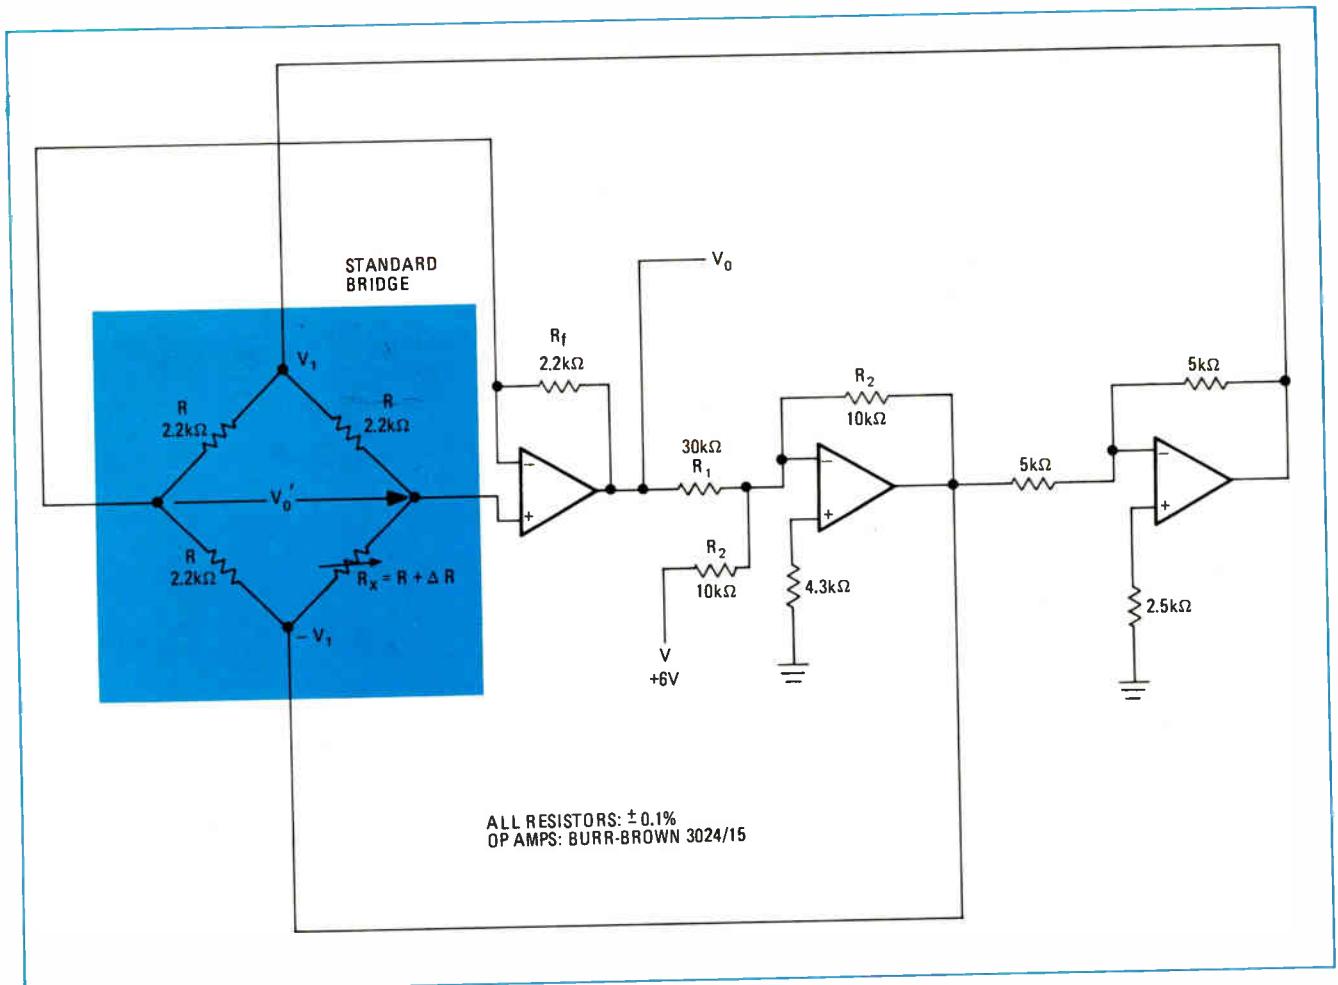 STANDARD
BRIDGE
V₀
V₁
R
2.2kΩ
R
2.2kΩ
V₀'
R
2.2kΩ
Rₓ = R + Δ R
− V₁
R_f
2.2kΩ
−
+
30kΩ
R₁
R₂
10kΩ
V
+6V
R₂
10kΩ
−
+
4.3kΩ
5kΩ
5kΩ
−
+
2.5kΩ
ALL RESISTORS: ±0.1%
OP AMPS: BURR-BROWN 3024/15